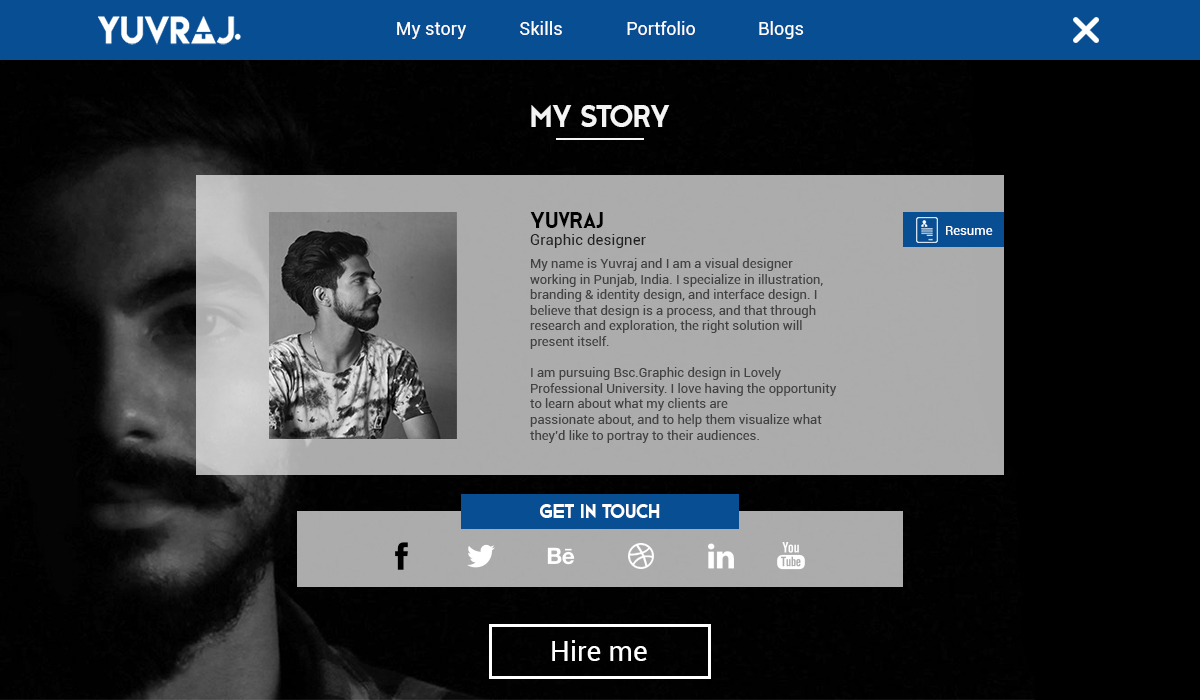 YUVRAJ.
My story
Skills
Portfolio
Blogs
MY STORY
YUVRAJ
Graphic designer
Resume
My name is Yuvraj and I am a visual designer
working in Punjab, India. I specialize in illustration,
branding & identity design, and interface design. I
believe that design is a process, and that through
research and exploration, the right solution will
present itself.
I am pursuing Bsc.Graphic design in Lovely
Professional University. I love having the opportunity
to learn about what my clients are
passionate about, and to help them visualize what
they'd like to portray to their audiences.
GET IN TOUCH
f
Bē
in
You
Tube
Hire me